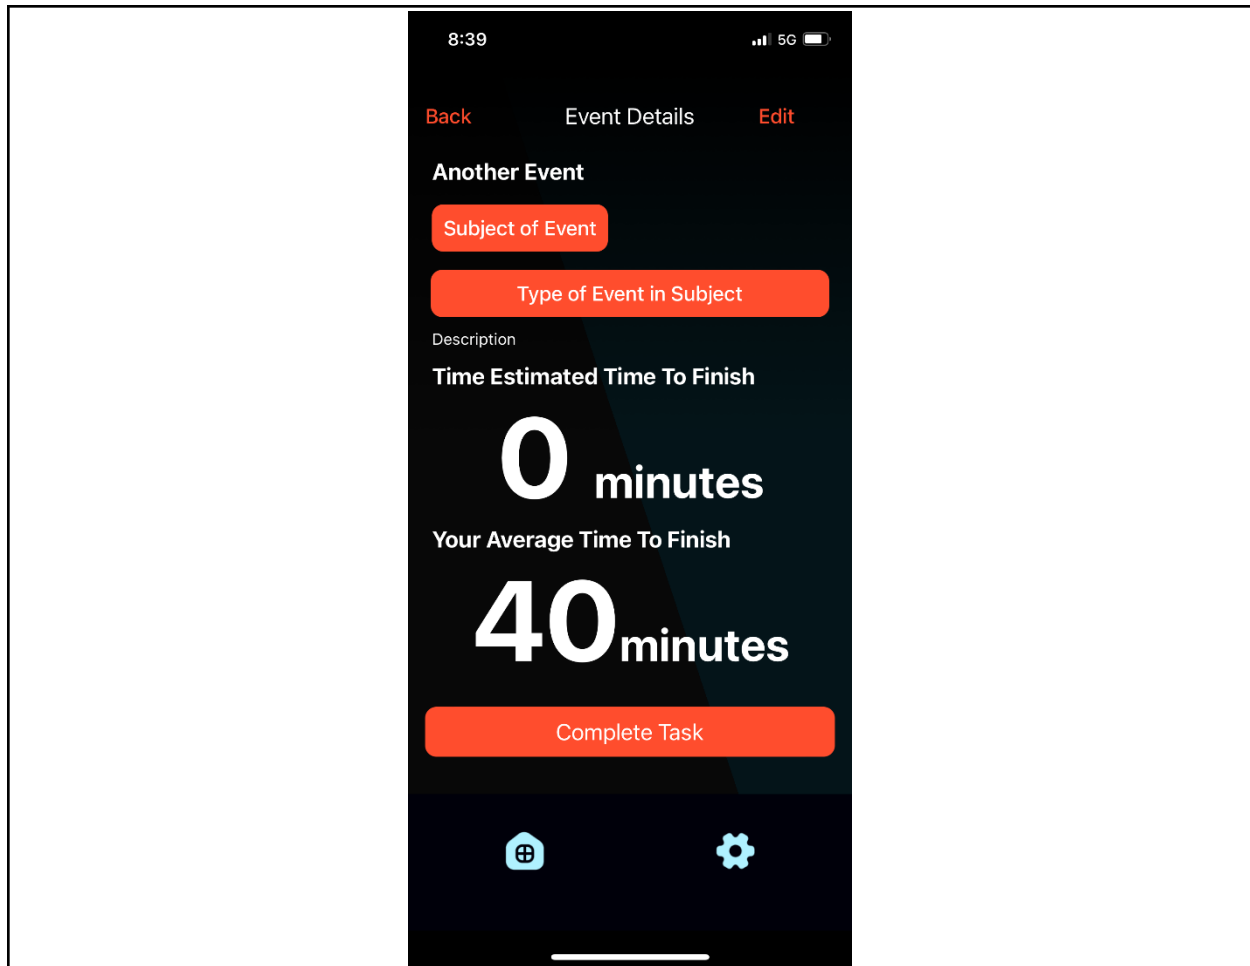 8:39 5G
Back Event Details Edit
Another Event
Subject of Event
Type of Event in Subject
Description
Time Estimated Time To Finish
0 minutes
Your Average Time To Finish
40 minutes
Complete Task